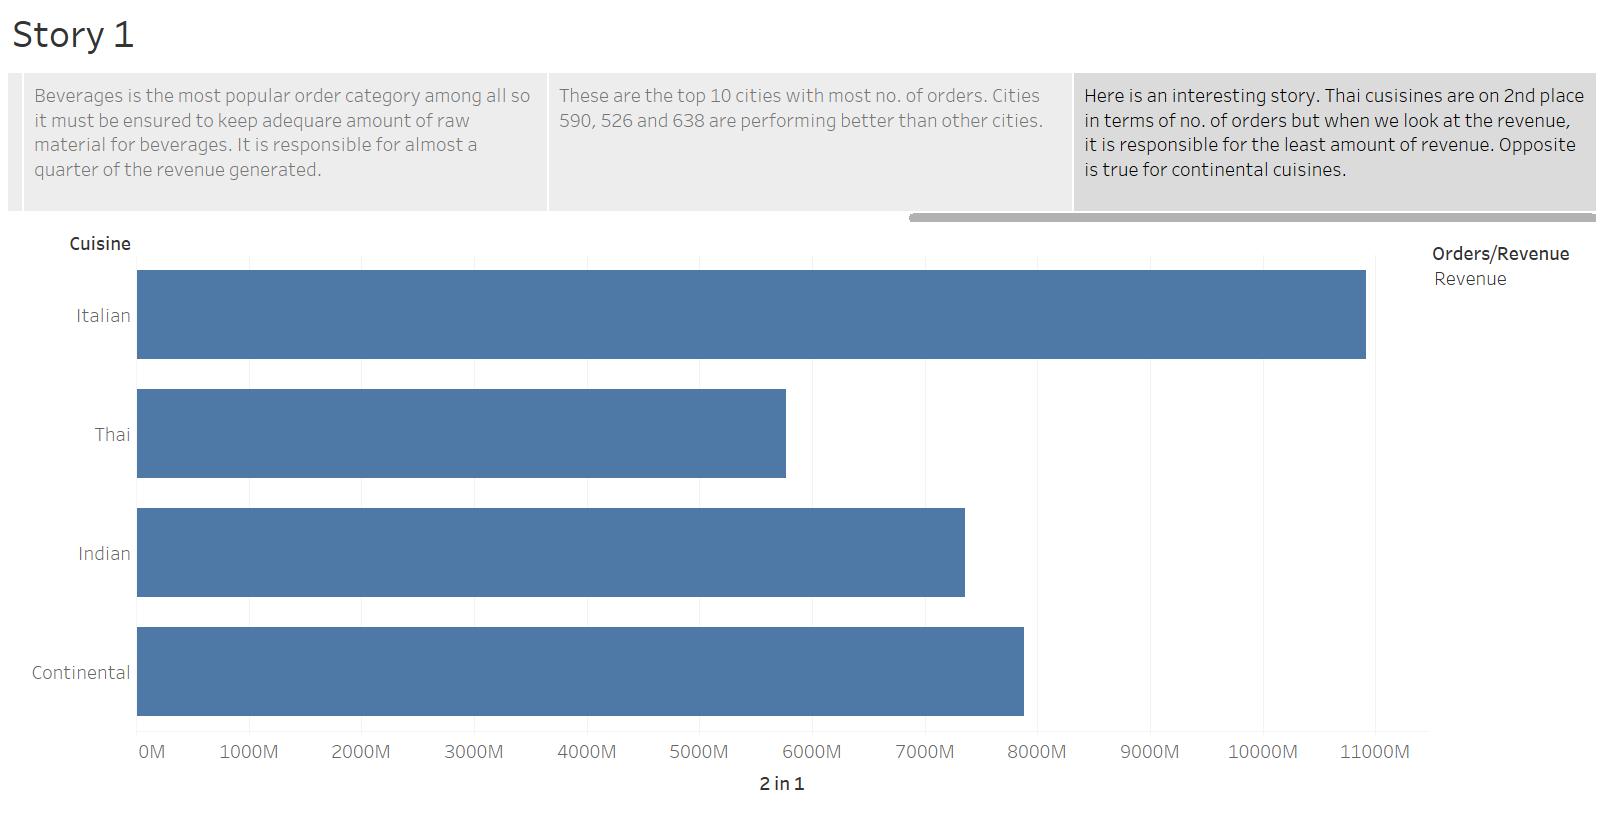 Story 1
Beverages is the most popular order category among all so
it must be ensured to keep adequare amount of raw
material for beverages. It is responsible for almost a
quarter of the revenue generated.
These are the top 10 cities with most no. of orders. Cities
590, 526 and 638 are performing better than other cities.
Here is an interesting story. Thai cusisines are on 2nd place
in terms of no. of orders but when we look at the revenue,
it is responsible for the least amount of revenue. Opposite
is true for continental cuisines.
Cuisine
Orders/Revenue
Revenue
Italian
Thai
Indian
Continental
0M 1000M 2000M 3000M 4000M 5000M 6000M 7000M 8000M 9000M 10000M 11000M
2 in 1